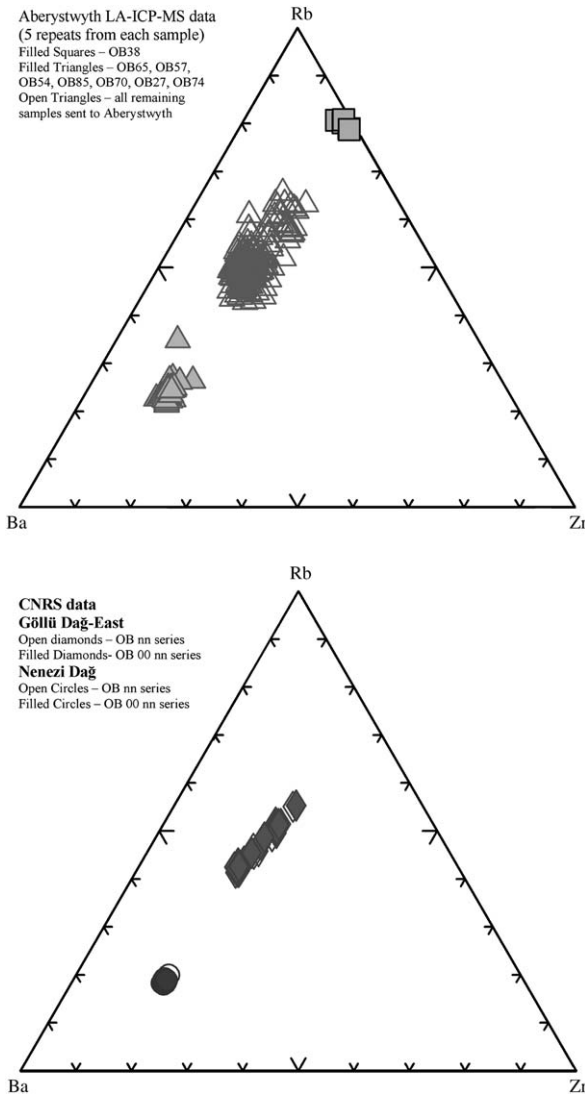 Rb
Aberystwyth LA-ICP-MS data
(5 repeats from each sample)
Filled Squares – OB38
Filled Triangles – OB65, OB57,
OB54, OB85, OB70, OB27, OB74
Open Triangles – all remaining
samples sent to Aberystwyth
Ba
Zr
Rb
CNRS data
Göllü Dağ-East
Open diamonds – OB nn series
Filled Diamonds- OB 00 nn series
Nenezi Dağ
Open Circles – OB nn series
Filled Circles – OB 00 nn series
Ba
Zr